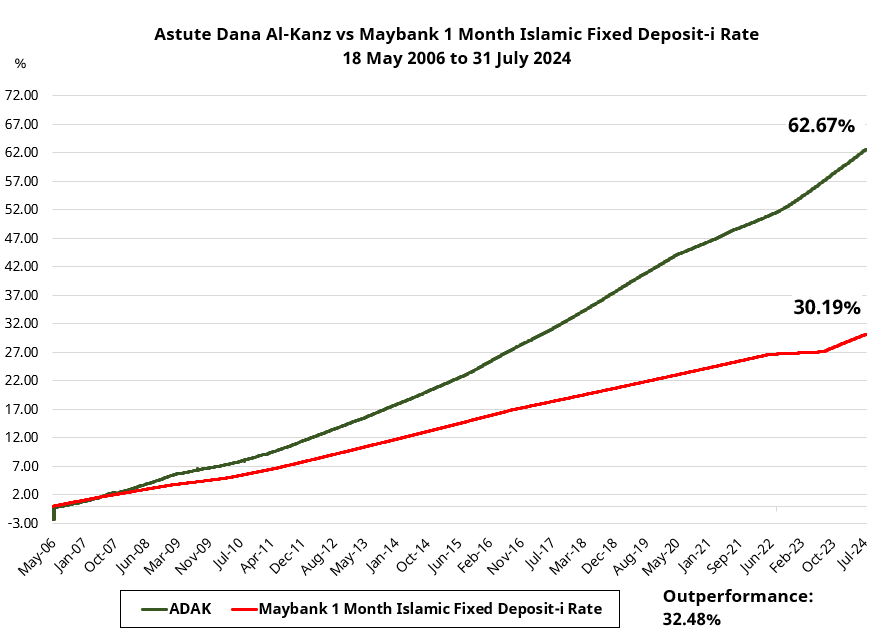 Astute Dana Al-Kanz vs Maybank 1 Month Islamic Fixed Deposit-i Rate
18 May 2006 to 31 July 2024
%
72.00
67.00
62.00
57.00
52.00
47.00
42.00
37.00
32.00
27.00
22.00
17.00
12.00
7.00
2.00
-3.00
62.67%
30.19%
May-06
Jan-07
Oct-07
Jun-08
Mar-09
Nov-09
Jul-10
Apr-11
Dec-11
Aug-12
May-13
Jan-14
Oct-14
Jun-15
Feb-16
Nov-16
Jul-17
Mar-18
Dec-18
Aug-19
May-20
Jan-21
Sep-21
Jun-22
Feb-23
Oct-23
Jul-24
ADAK
Maybank 1 Month Islamic Fixed Deposit-i Rate
Outperformance:
32.48%